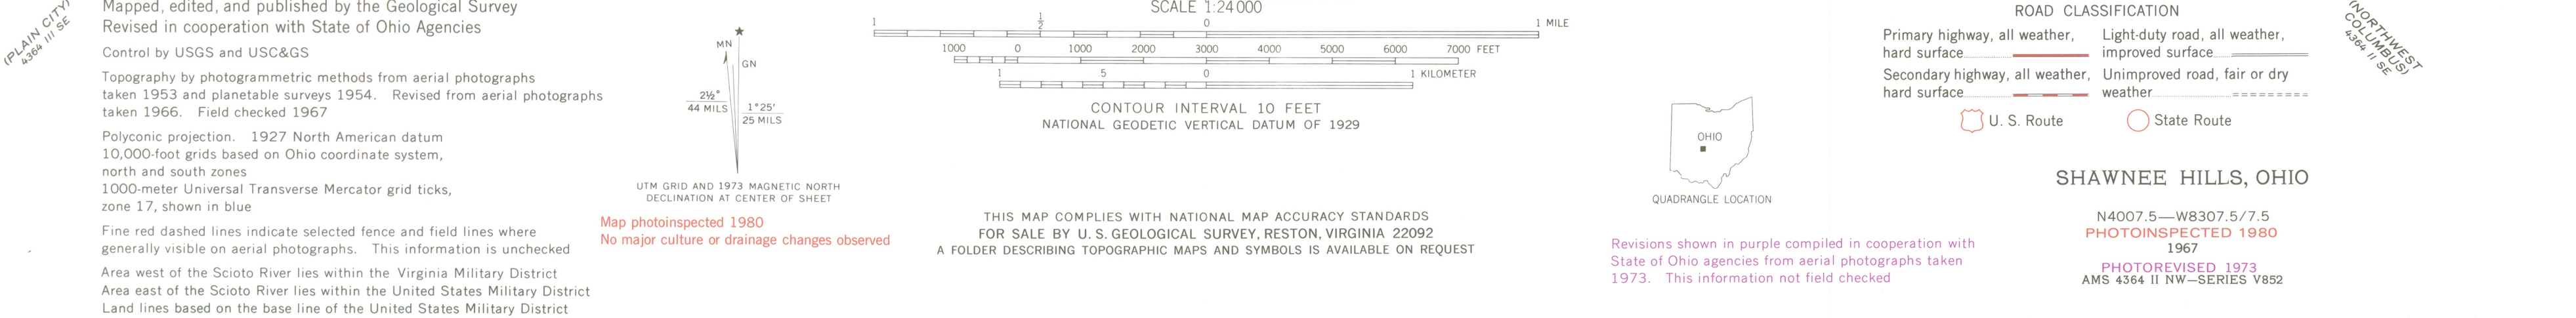 (PLAIN CITY)
4364 III SE
Mapped, edited, and published by the Geological Survey
Revised in cooperation with State of Ohio Agencies
Control by USGS and USC&GS
Topography by photogrammetric methods from aerial photographs
taken 1953 and planetable surveys 1954. Revised from aerial photographs
taken 1966. Field checked 1967
Polyconic projection. 1927 North American datum
10,000-foot grids based on Ohio coordinate system,
north and south zones
1000-meter Universal Transverse Mercator grid ticks,
zone 17, shown in blue
Fine red dashed lines indicate selected fence and field lines where
generally visible on aerial photographs. This information is unchecked
Area west of the Scioto River lies within the Virginia Military District
Area east of the Scioto River lies within the United States Military District
Land lines based on the base line of the United States Military District
MN
GN
2½°
44 MILS
1°25'
25 MILS
UTM GRID AND 1973 MAGNETIC NORTH
DECLINATION AT CENTER OF SHEET
Map photoinspected 1980
No major culture or drainage changes observed
SCALE 1:24 000
1 ½ 0 1 MILE
1000 0 1000 2000 3000 4000 5000 6000 7000 FEET
1 .5 0 1 KILOMETER
CONTOUR INTERVAL 10 FEET
NATIONAL GEODETIC VERTICAL DATUM OF 1929
THIS MAP COMPLIES WITH NATIONAL MAP ACCURACY STANDARDS
FOR SALE BY U. S. GEOLOGICAL SURVEY, RESTON, VIRGINIA 22092
A FOLDER DESCRIBING TOPOGRAPHIC MAPS AND SYMBOLS IS AVAILABLE ON REQUEST
OHIO
QUADRANGLE LOCATION
Revisions shown in purple compiled in cooperation with
State of Ohio agencies from aerial photographs taken
1973. This information not field checked
ROAD CLASSIFICATION
Primary highway, all weather,
hard surface
Light-duty road, all weather,
improved surface
Secondary highway, all weather,
hard surface
Unimproved road, fair or dry
weather
U. S. Route
State Route
SHAWNEE HILLS, OHIO
N4007.5—W8307.5/7.5
PHOTOINSPECTED 1980
1967
PHOTOREVISED 1973
AMS 4364 II NW—SERIES V852
(NORTHWEST
COLUMBUS)
4364 II SE